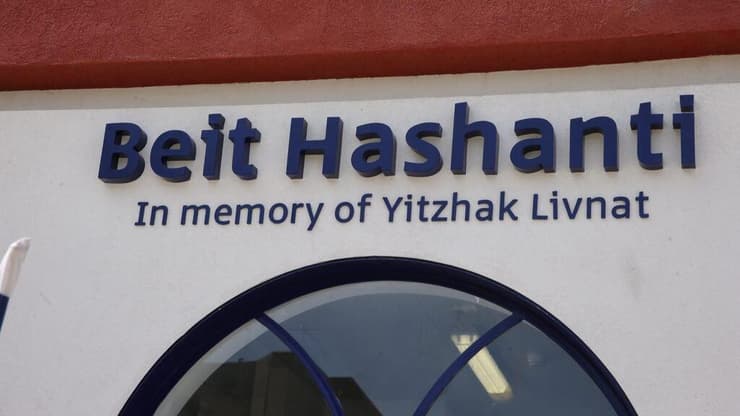 Beit Hashanti
In memory of Yitzhak Livnat